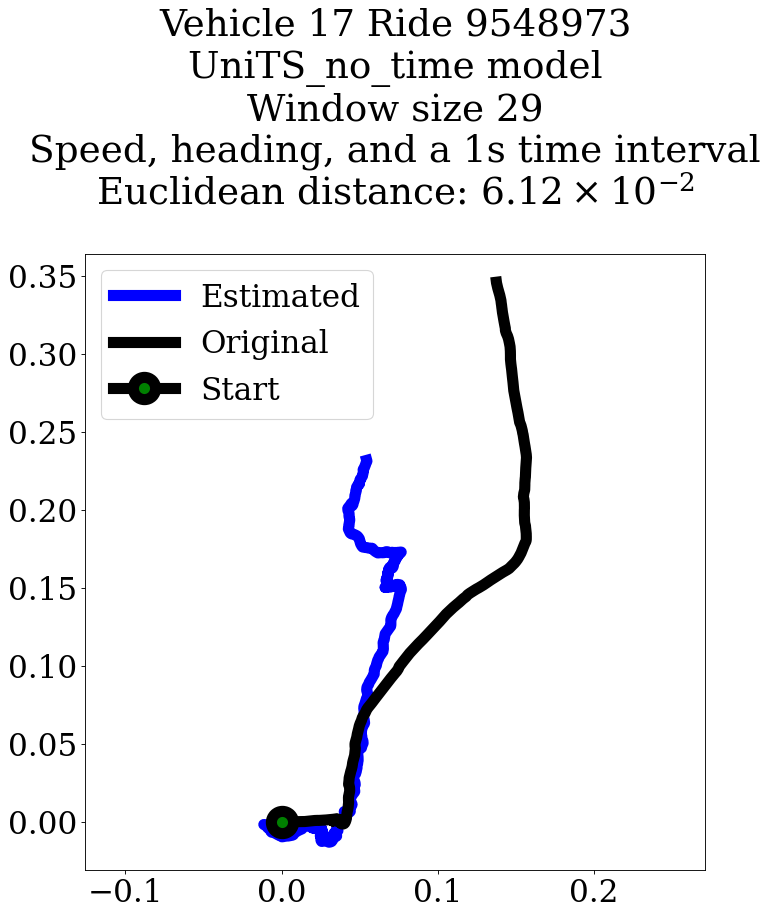 Vehicle 17 Ride 9548973
UniTS_no_time model
Window size 29
Speed, heading, and a 1s time interval
Euclidean distance: 6.12 × 10⁻²
Estimated
Original
Start
0.35
0.30
0.25
0.20
0.15
0.10
0.05
0.00
−0.1
0.0
0.1
0.2